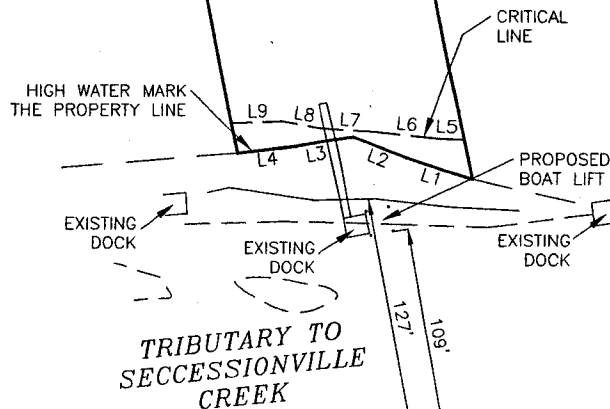 CRITICAL
LINE
HIGH WATER MARK
THE PROPERTY LINE
L9
L8
L7
L6
L5
L4
L3
L2
L1
PROPOSED
BOAT LIFT
EXISTING
DOCK
EXISTING
DOCK
EXISTING
DOCK
127'
109'
TRIBUTARY TO
SECCESSIONVILLE
CREEK